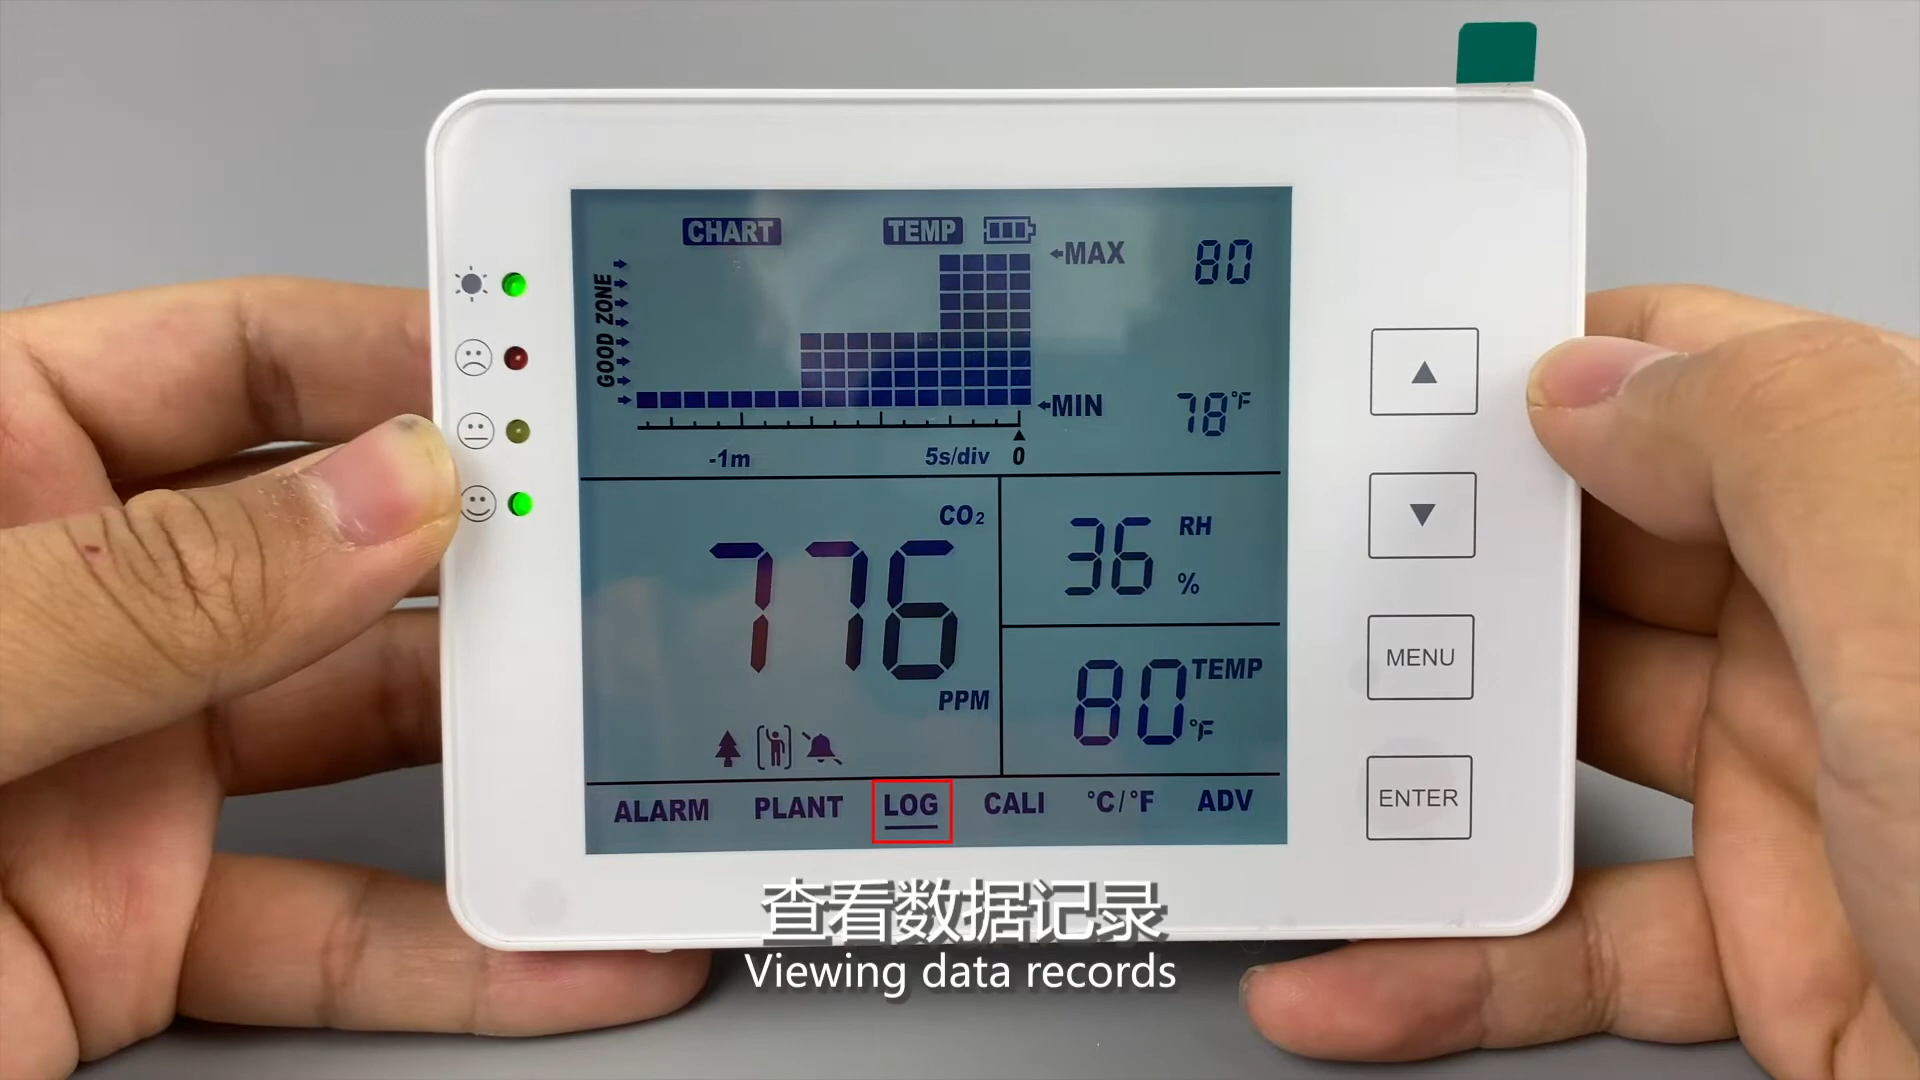 CHART TEMP
GOOD ZONE
←MAX 80
←MIN 78°F
-1m 5s/div 0
CO₂
776
PPM
36 RH
%
80 TEMP
°F
ALARM PLANT LOG CALI °C/°F ADV
▲
▼
MENU
ENTER
查看数据记录
Viewing data records